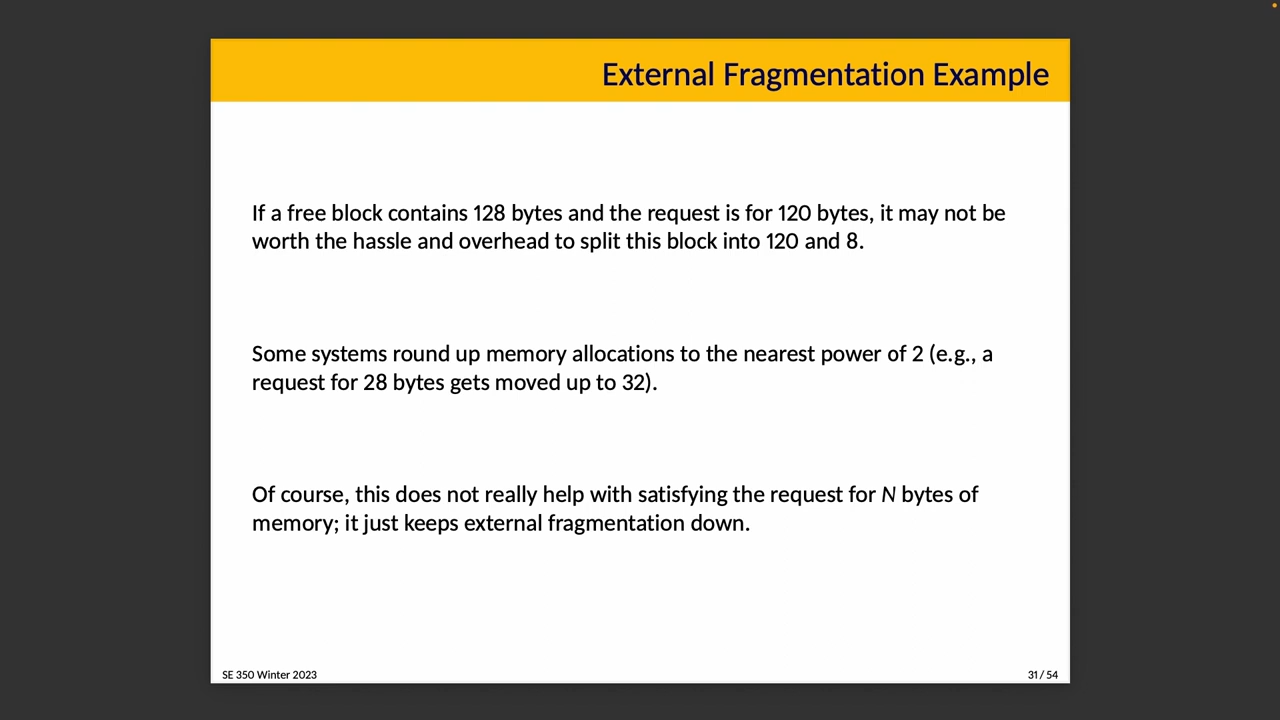 External Fragmentation Example
If a free block contains 128 bytes and the request is for 120 bytes, it may not be
worth the hassle and overhead to split this block into 120 and 8.
Some systems round up memory allocations to the nearest power of 2 (e.g., a
request for 28 bytes gets moved up to 32).
Of course, this does not really help with satisfying the request for N bytes of
memory; it just keeps external fragmentation down.
SE 350 Winter 2023
31 / 54